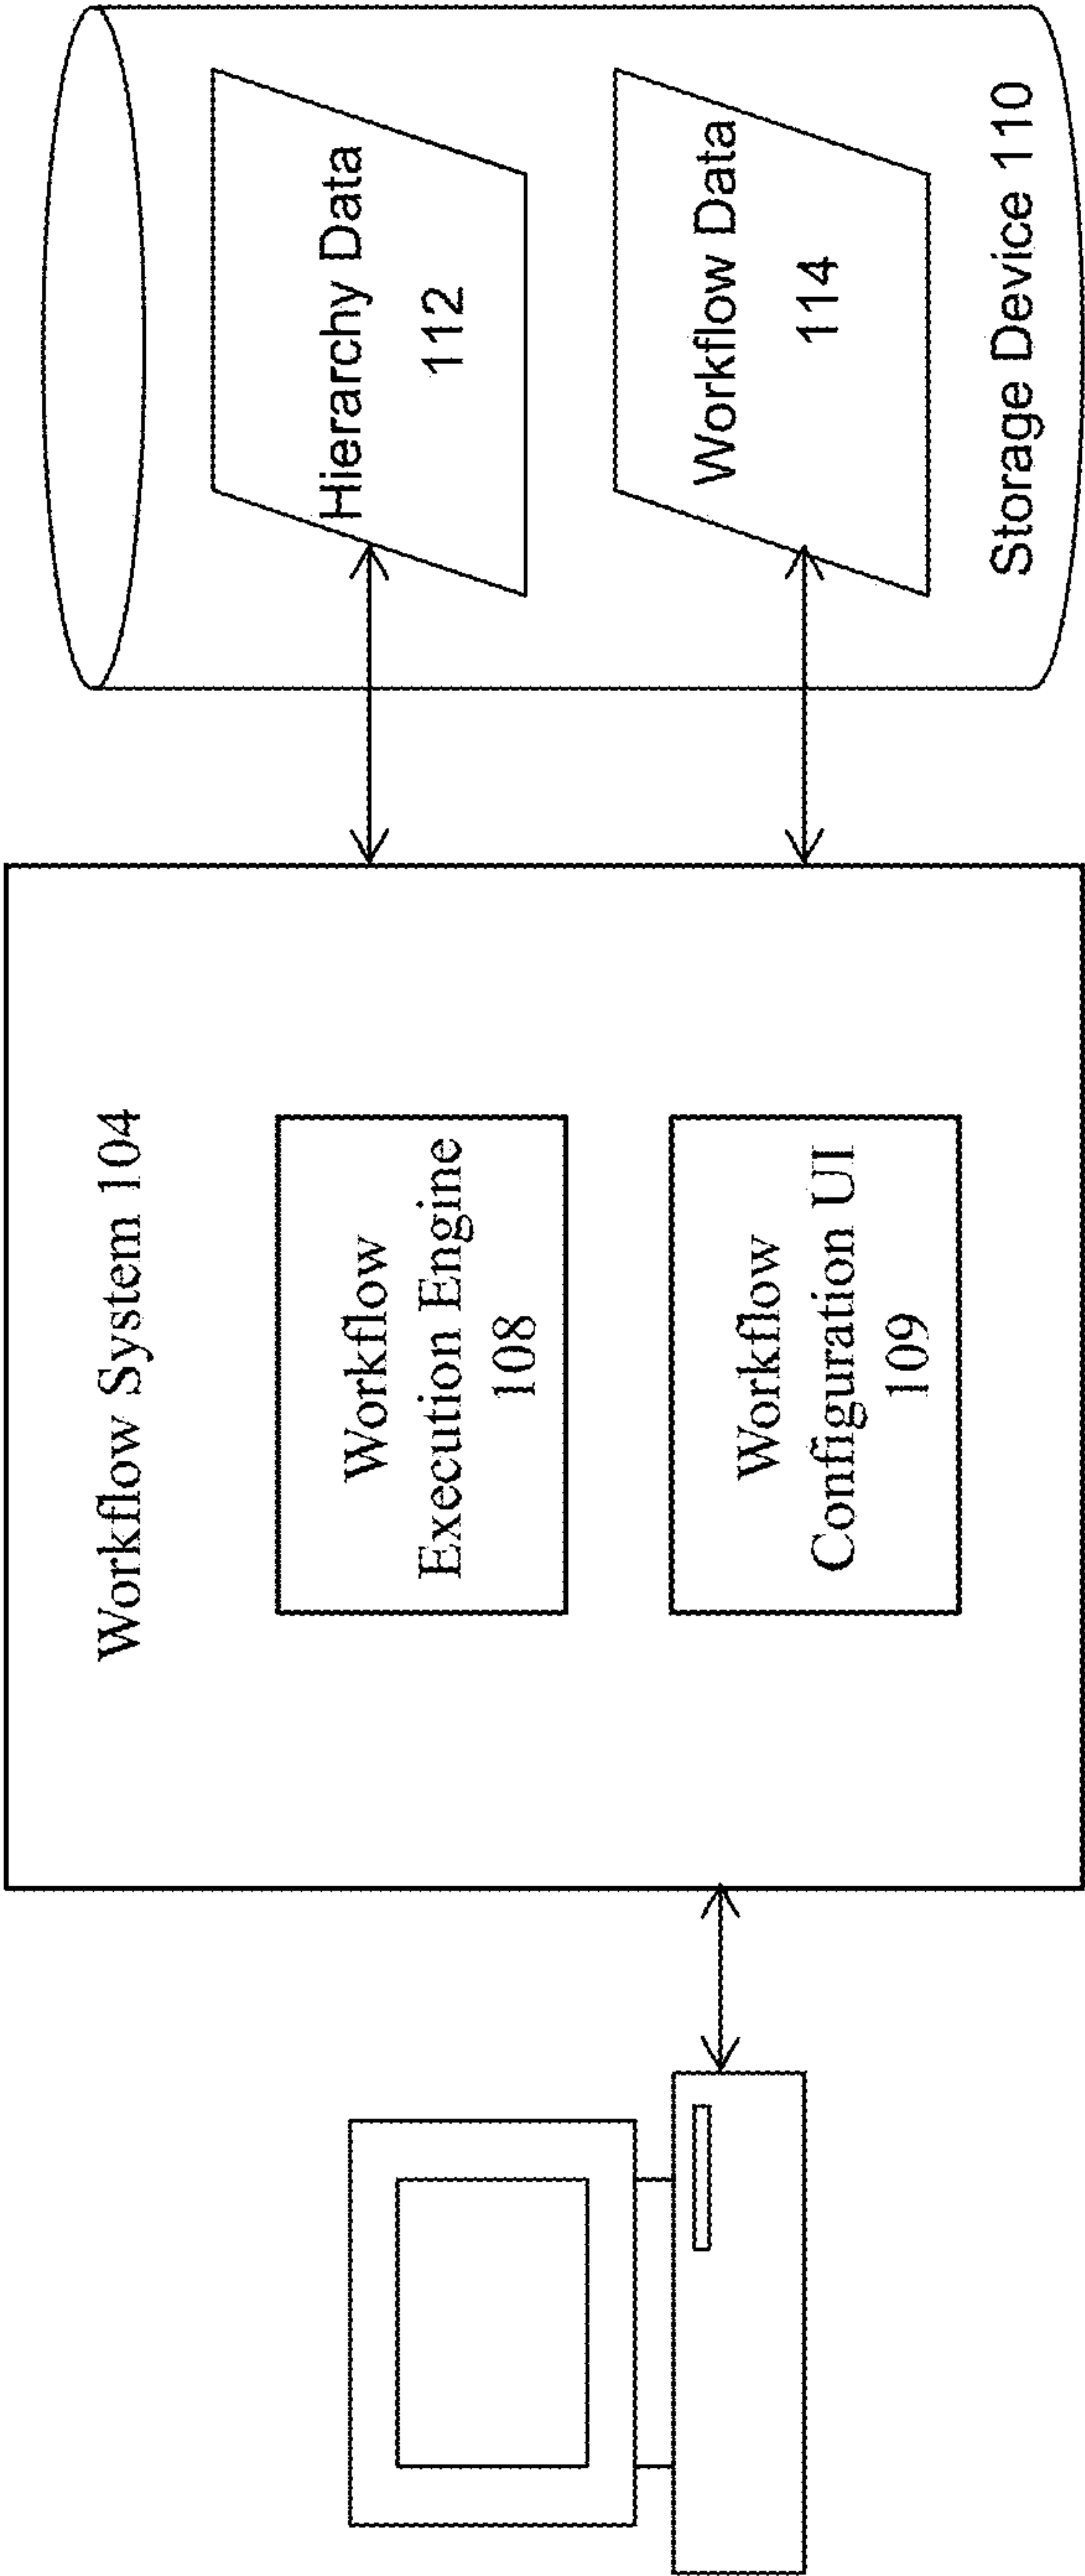 Workflow System 104
Workflow
Execution Engine
108
Workflow
Configuration UI
109
Hierarchy Data
112
Workflow Data
114
Storage Device 110